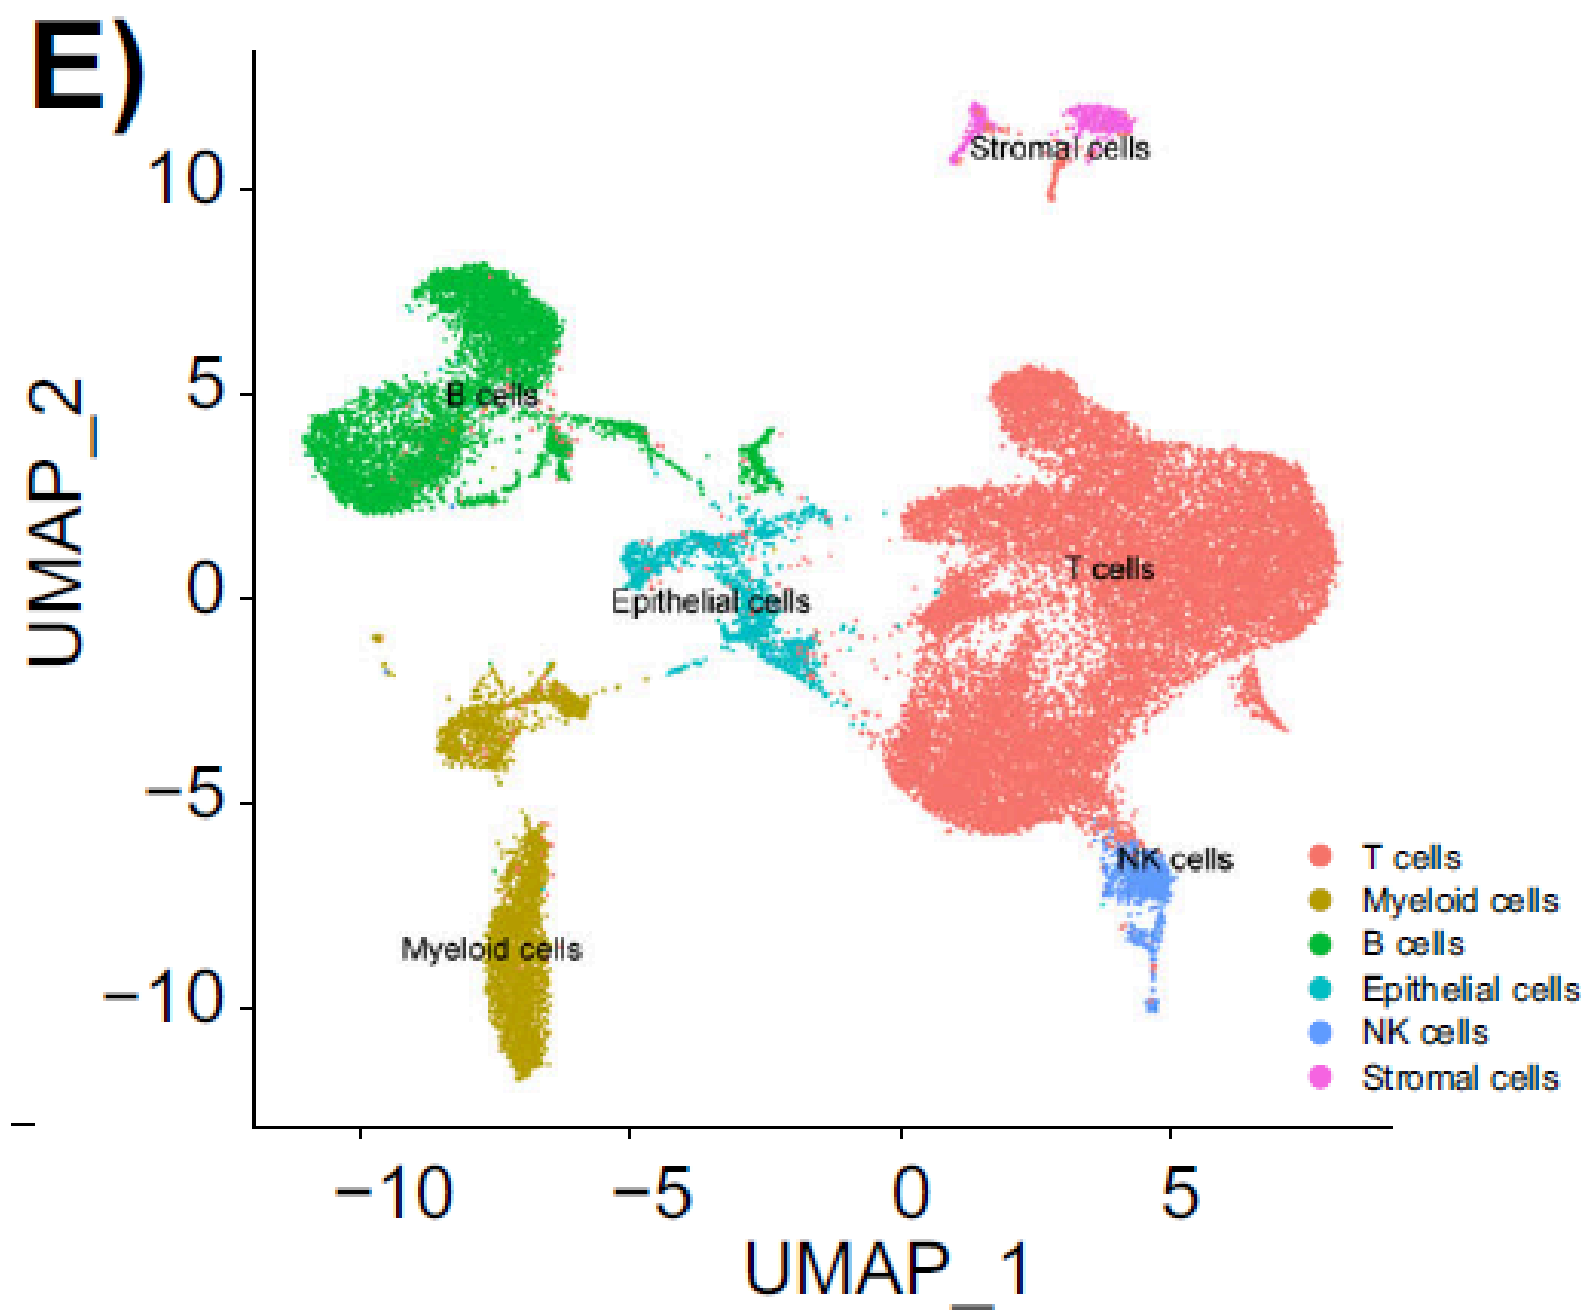 E)
UMAP_2
10
5
0
−5
−10
Stromal cells
B cells
T cells
Epithelial cells
NK cells
Myeloid cells
T cells
Myeloid cells
B cells
Epithelial cells
NK cells
Stromal cells
−10
−5
0
5
UMAP_1